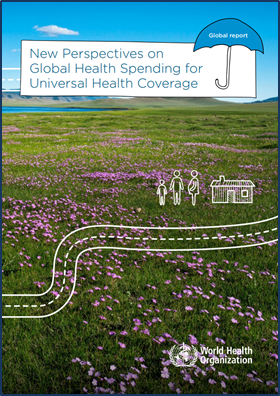 Global report
New Perspectives on
Global Health Spending for
Universal Health Coverage
World Health
Organization